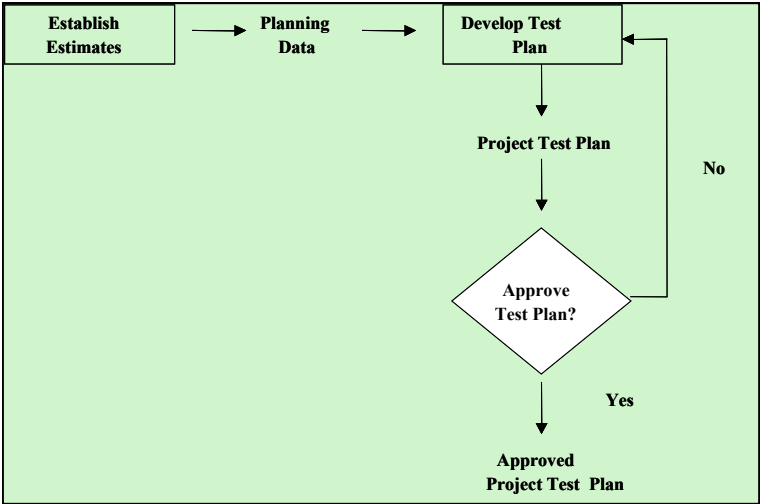 Establish
Estimates
Planning
Data
Develop Test
Plan
Project Test Plan
No
Approve
Test Plan?
Yes
Approved
Project Test Plan